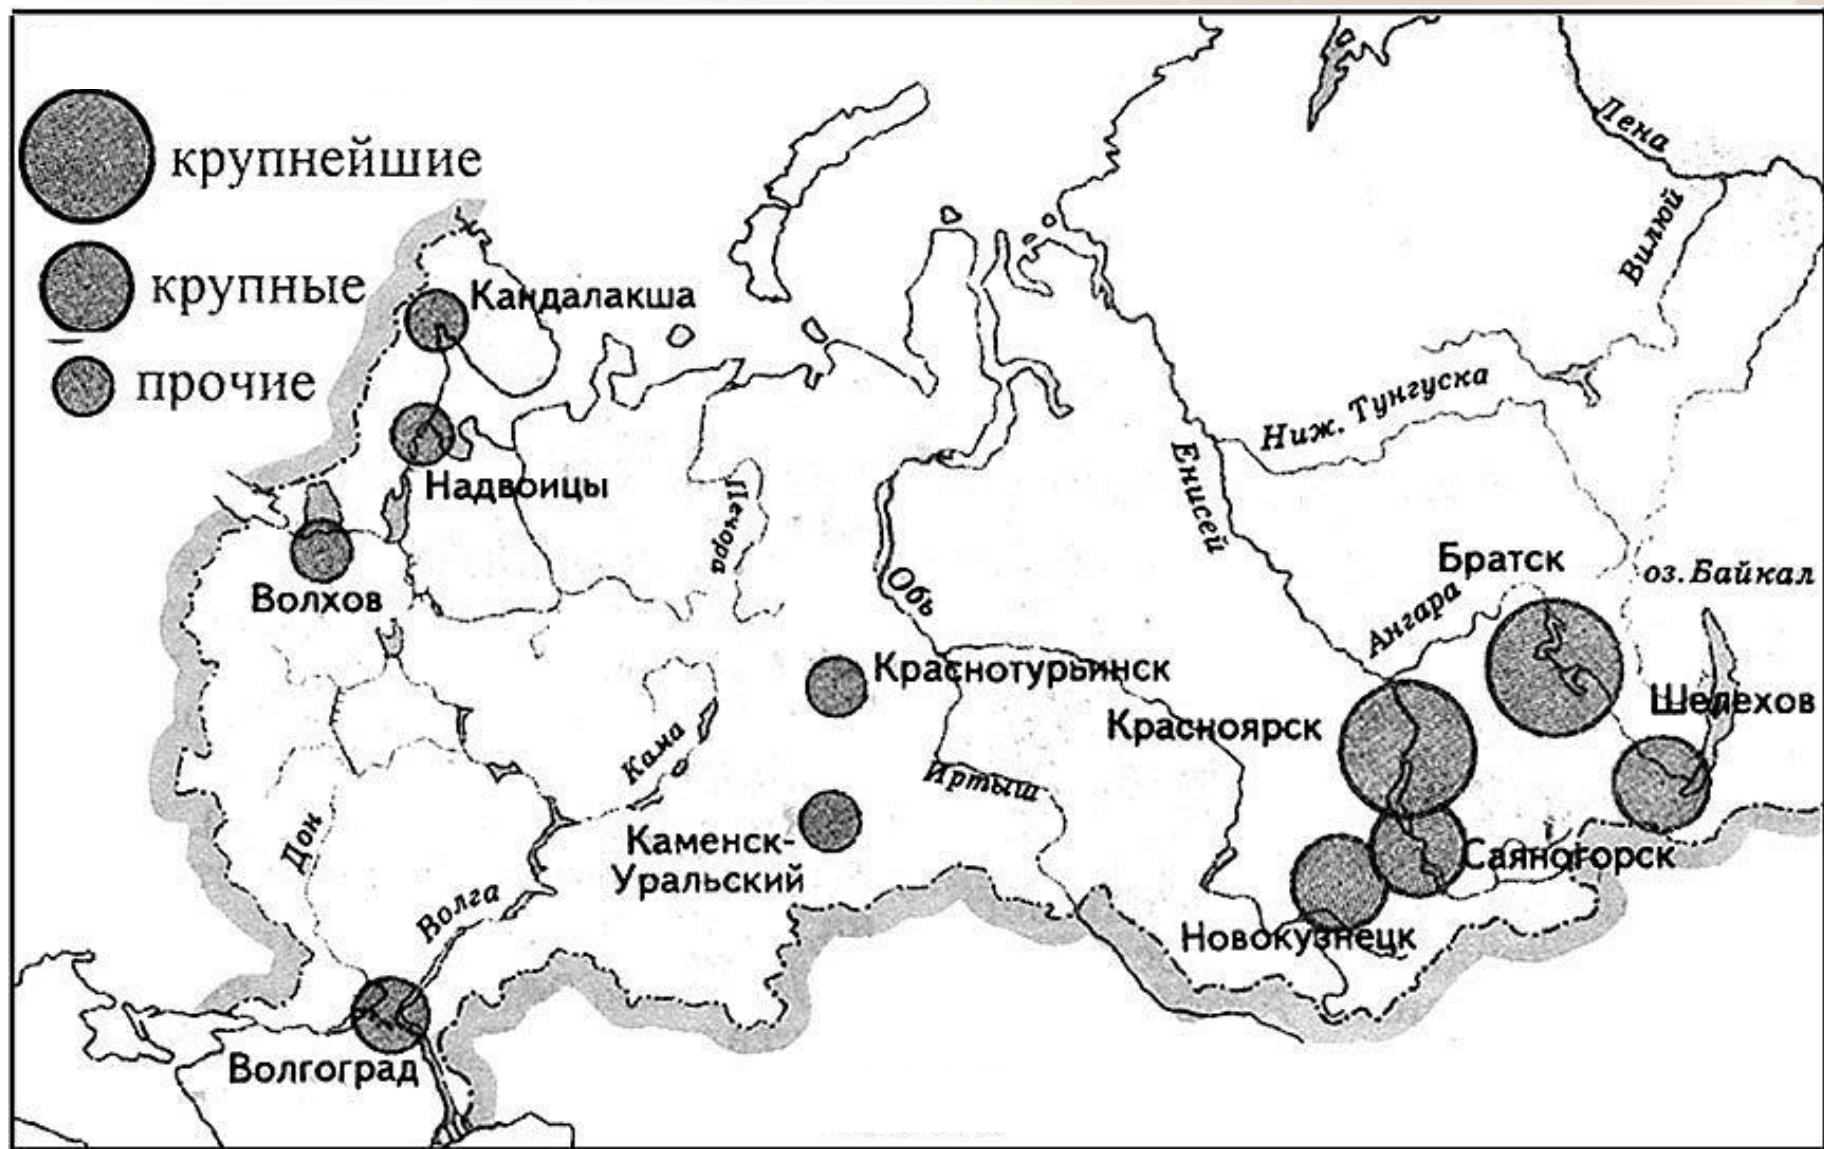 крупнейшие
крупные
прочие
Кандалакша
Надвоицы
Волхов
Печора
Обь
Енисей
Ниж. Тунгуска
Лена
Вилюй
Братск
оз. Байкал
Ангара
Краснотурьинск
Шелехов
Красноярск
Кама
Иртыш
Каменск-
Уральский
Дон
Волга
Саяногорск
Новокузнецк
Волгоград